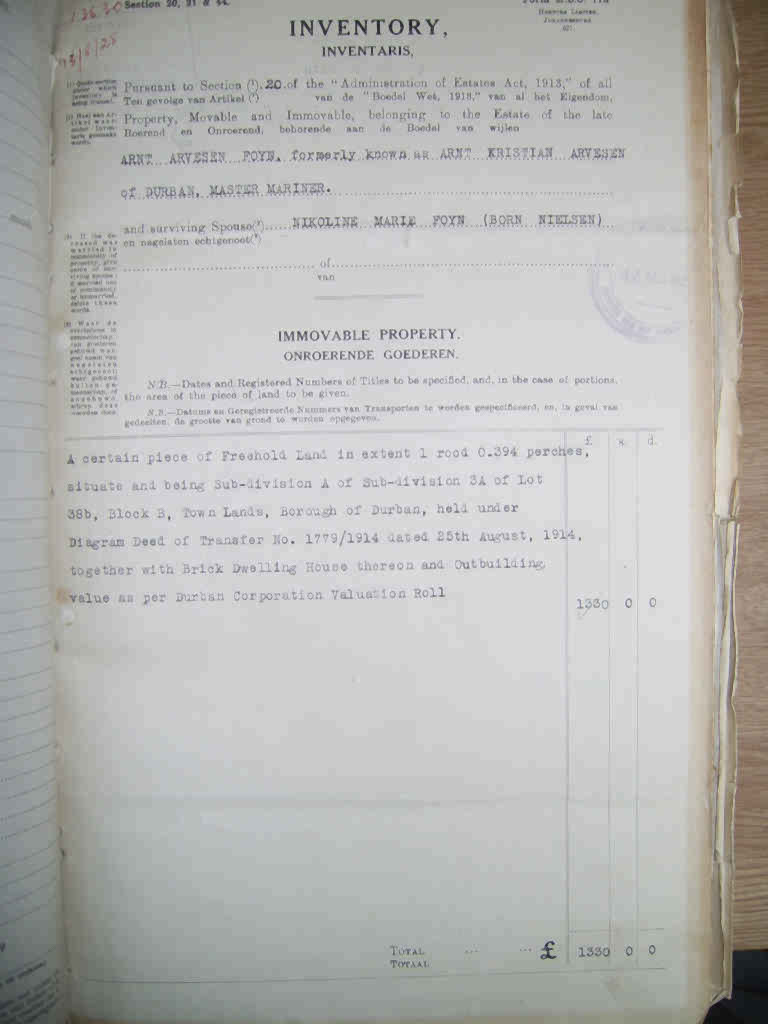 Section 20, 21 & 54.
HORTORS LIMITED,
JOHANNESBURG
INVENTORY,
INVENTARIS,
Pursuant to Section (¹).20.of the "Administration of Estates Act, 1913," of all
Ten gevolge van Artikel (¹) van de "Boedel Wet, 1913," van al het Eigendom,
Property, Movable and Immovable, belonging to the Estate of the late
Roerend en Onroerend, behorende aan de Boedel van wijlen
ARNT ARVESEN FOYN, formerly known as ARNT KRISTIAN ARVESEN
of DURBAN, MASTER MARINER.
and surviving Spouse(²) NIKOLINE MARIE FOYN (BORN NIELSEN)
en nagelaten echtgenoot(²)
of
van
IMMOVABLE PROPERTY.
ONROERENDE GOEDEREN.
N.B.—Dates and Registered Numbers of Titles to be specified, and, in the case of portions,
the area of the piece of land to be given.
N.B.—Datums en Geregistreerde Nummers van Transporten te worden gespecificeerd, en, in geval van
gedeelten, de grootte van grond te worden opgegeven.
£ s. d.
A certain piece of Freehold Land in extent 1 rood 0.394 perches,
situate and being Sub-division A of Sub-division 3A of Lot
38b, Block B, Town Lands, Borough of Durban, held under
Diagram Deed of Transfer No. 1779/1914 dated 25th August, 1914,
together with Brick Dwelling House thereon and Outbuilding,
value as per Durban Corporation Valuation Roll
1330 0 0
TOTAL ... ... £ 1330 0 0
TOTAAL